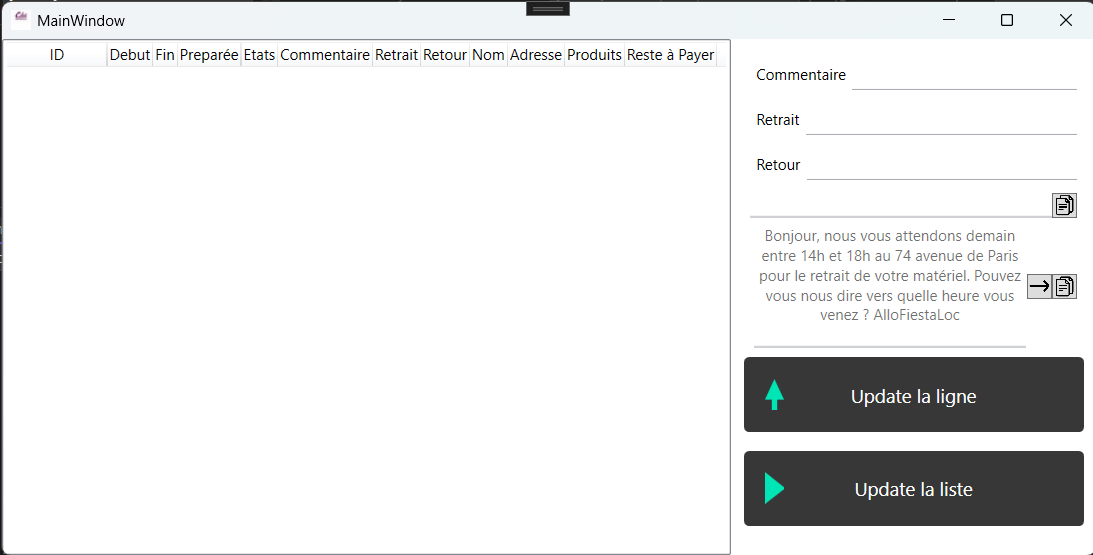 MainWindow
ID Debut Fin Preparée Etats Commentaire Retrait Retour Nom Adresse Produits Reste à Payer
Commentaire
Retrait
Retour
Bonjour, nous vous attendons demain
entre 14h et 18h au 74 avenue de Paris
pour le retrait de votre matériel. Pouvez
vous nous dire vers quelle heure vous
venez ? AlloFiestaLoc
Update la ligne
Update la liste